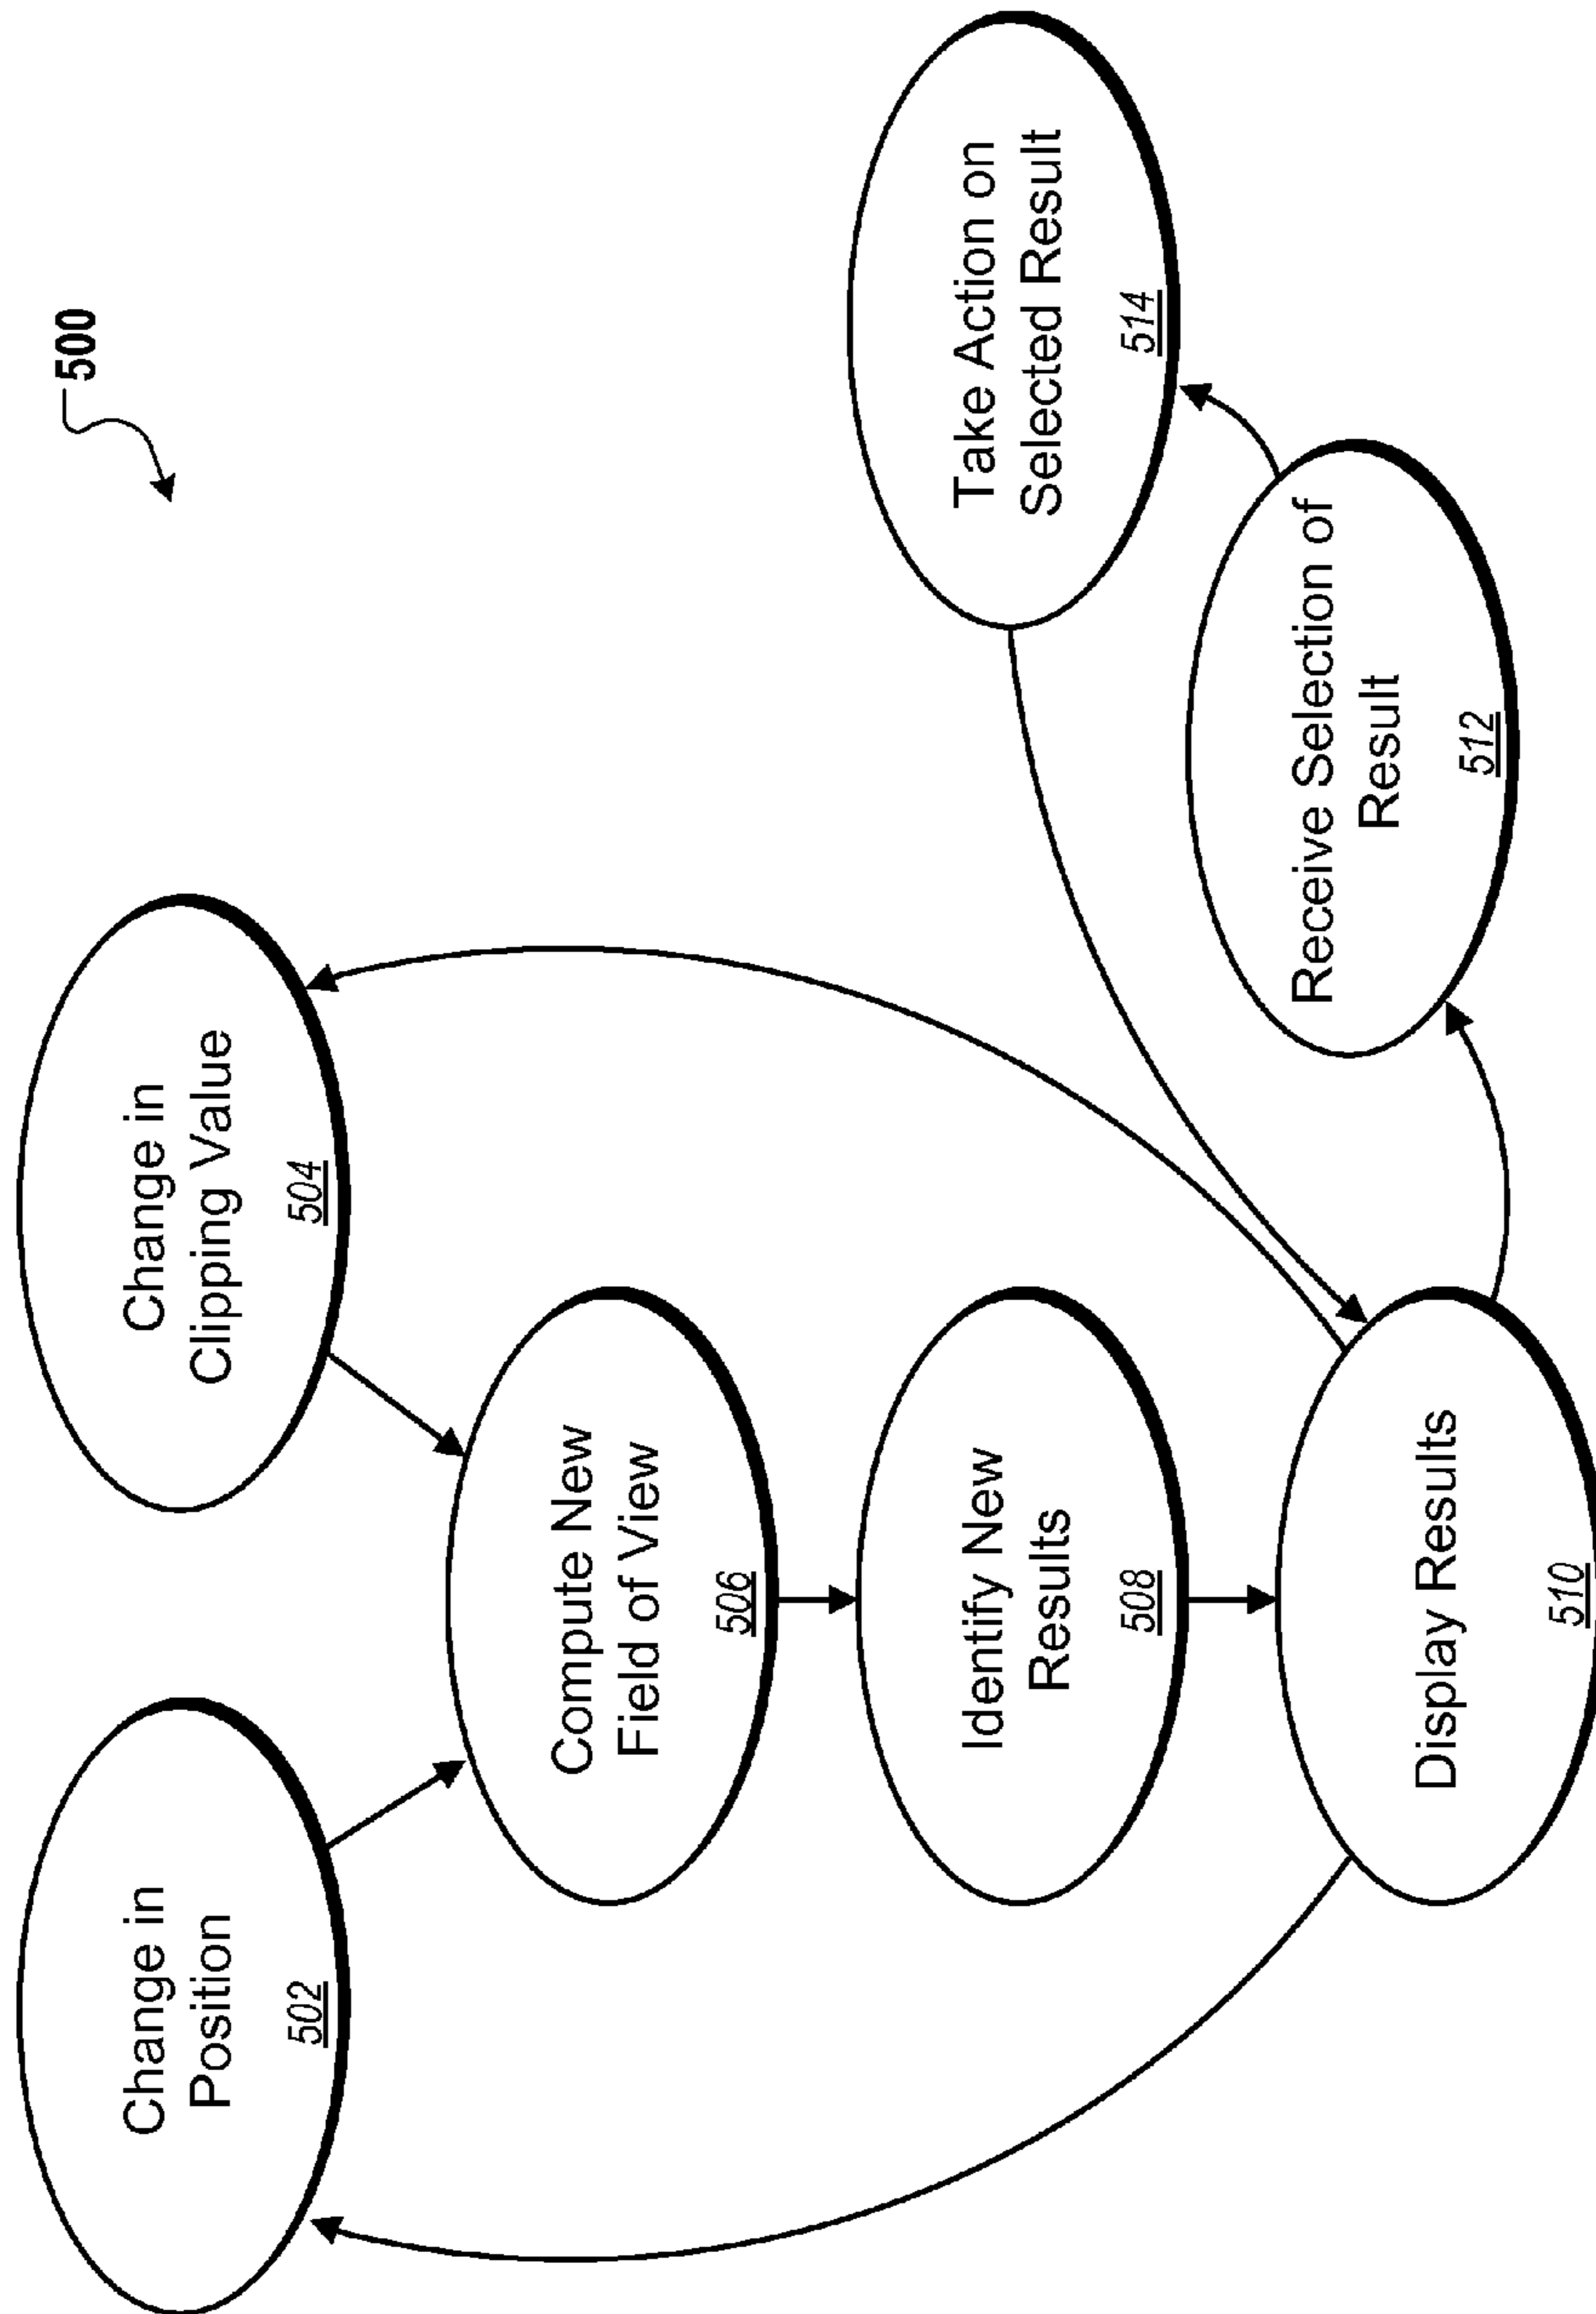 500
Change in
Position
502
Change in
Clipping Value
504
Compute New
Field of View
506
Identify New
Results
508
Display Results
510
Receive Selection of
Result
512
Take Action on
Selected Result
514